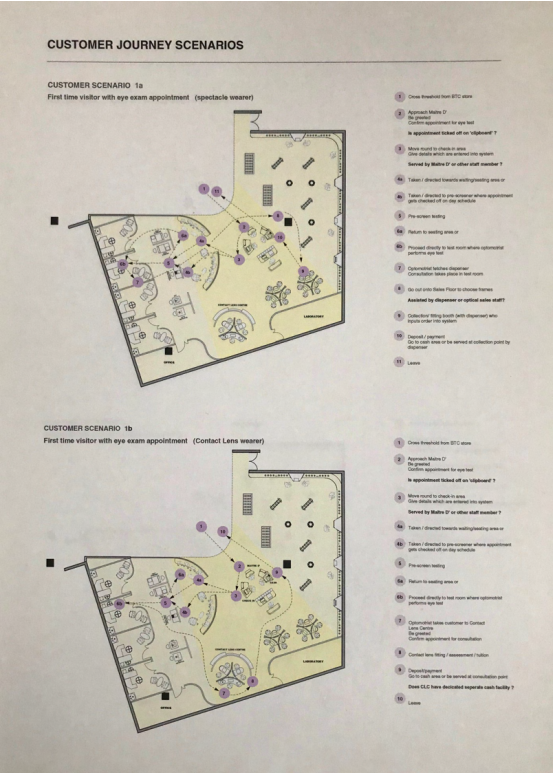 CUSTOMER JOURNEY SCENARIOS
CUSTOMER SCENARIO 1a
First time visitor with eye exam appointment (spectacle wearer)
1 Cross threshold from BTC store
2 Approach Maitre D'
Be greeted
Confirm appointment for eye test
Is appointment ticked off on 'clipboard' ?
3 Move round to check-in area
Give details which are entered into system
Served by Maitre D' or other staff member ?
4a Taken / directed towards waiting/seating area or
4b Taken / directed to pre-screener where appointment
gets checked off on day schedule
5 Pre-screen testing
6a Return to seating area or
6b Proceed directly to test room where optometrist
performs eye test
7 Optometrist fetches dispenser
Consultation takes place in test room
8 Go out onto Sales Floor to choose frames
Assisted by dispenser or optical sales staff?
9 Collection/ fitting booth (with dispenser) who
inputs order into system
10 Deposit / payment
Go to cash area or be served at collection point by
dispenser
11 Leave
CONTACT LENS CENTRE
LABORATORY
OFFICE
CUSTOMER SCENARIO 1b
First time visitor with eye exam appointment (Contact Lens wearer)
1 Cross threshold from BTC store
2 Approach Maitre D'
Be greeted
Confirm appointment for eye test
Is appointment ticked off on 'clipboard' ?
3 Move round to check-in area
Give details which are entered into system
Served by Maitre D' or other staff member ?
4a Taken / directed towards waiting/seating area or
4b Taken / directed to pre-screener where appointment
gets checked off on day schedule
5 Pre-screen testing
6a Return to seating area or
6b Proceed directly to test room where optometrist
performs eye test
7 Optometrist takes customer to Contact
Lens Centre
Be greeted
Confirm appointment for consultation
8 Contact lens fitting / assessment / tuition
9 Deposit/payment
Go to cash area or be served at consultation point
Does CLC have dedicated seperate cash facility ?
10 Leave
CONTACT LENS CENTRE
LABORATORY
OFFICE